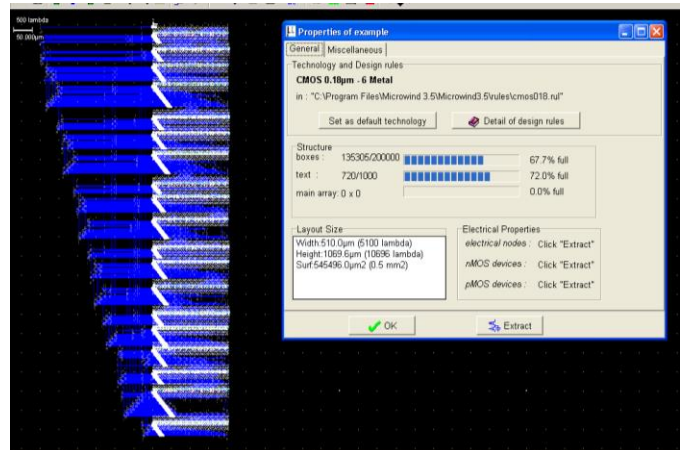 500 lambda
50.000µm
Properties of example
General
Miscellaneous
Technology and Design rules
CMOS 0.18µm - 6 Metal
in : "C:\Program Files\Microwind 3.5\Microwind3.5\rules\cmos018.rul"
Set as default technology
Detail of design rules
Structure
boxes : 135305/200000 67.7% full
text : 720/1000 72.0% full
main array: 0 x 0 0.0% full
Layout Size
Width:510.0µm (5100 lambda)
Height:1069.6µm (10696 lambda)
Surf:545496.0µm2 (0.5 mm2)
Electrical Properties
electrical nodes : Click "Extract"
nMOS devices : Click "Extract"
pMOS devices : Click "Extract"
OK
Extract